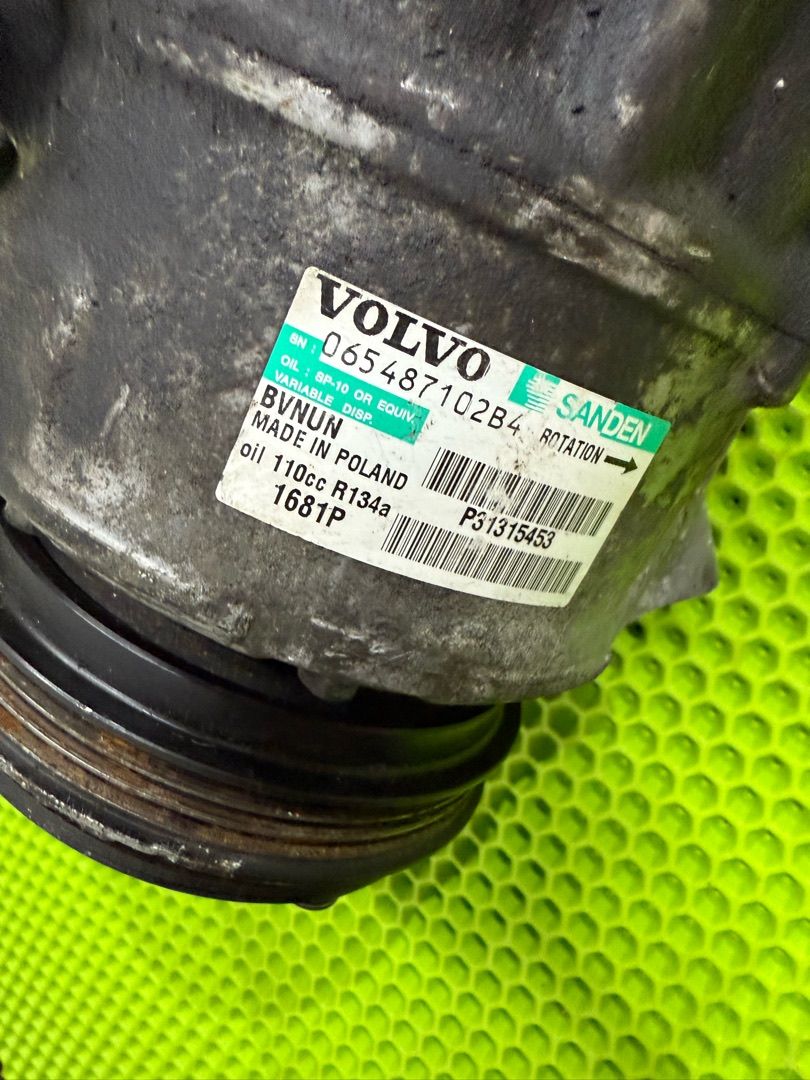 VOLVO
SN : 065487102B4
SANDEN
OIL : SP-10 OR EQUIV.
VARIABLE DISP.
ROTATION
BVNUN
MADE IN POLAND
oil 110cc R134a
P31315453
1681P